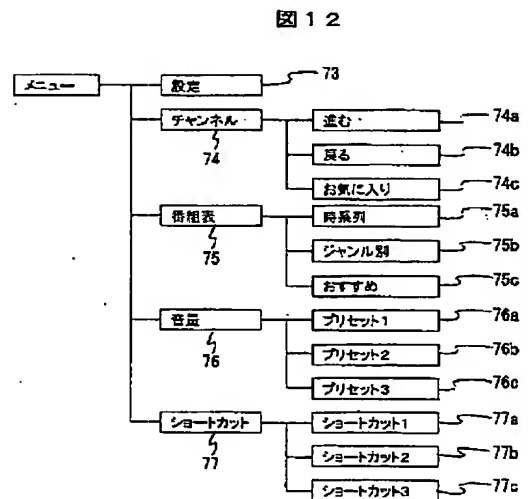 図12
メニュー
設定
73
チャンネル
74
進む
74a
戻る
74b
お気に入り
74c
番組表
75
時系列
75a
ジャンル別
75b
おすすめ
75c
音量
76
プリセット1
76a
プリセット2
76b
プリセット3
76c
ショートカット
77
ショートカット1
77a
ショートカット2
77b
ショートカット3
77c